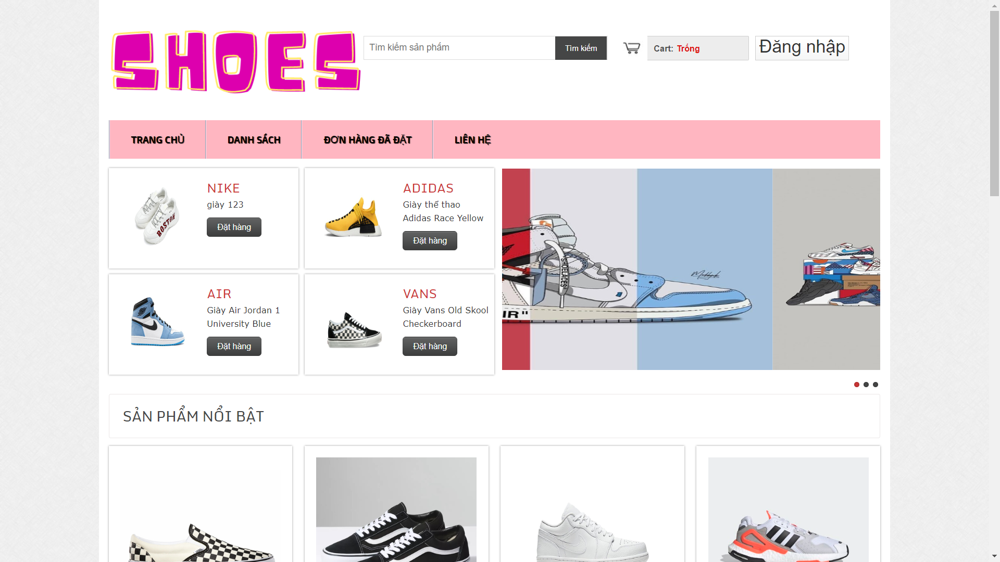 SHOES
Tìm kiếm sản phẩm
Tìm kiếm
Cart: Trống
Đăng nhập
TRANG CHỦ
DANH SÁCH
ĐƠN HÀNG ĐÃ ĐẶT
LIÊN HỆ
NIKE
giày 123
Đặt hàng
BOSTON
ADIDAS
Giày thể thao
Adidas Race Yellow
Đặt hàng
AIR
Giày Air Jordan 1
University Blue
Đặt hàng
VANS
Giày Vans Old Skool
Checkerboard
Đặt hàng
"SHOELACES"
AIR"
SẢN PHẨM NỔI BẬT